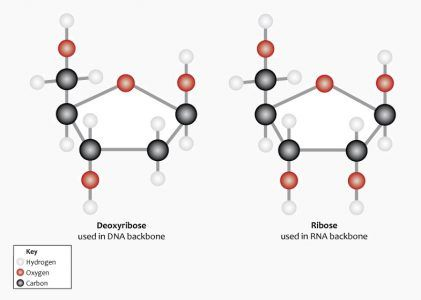 Deoxyribose
used in DNA backbone
Ribose
used in RNA backbone
Key
Hydrogen
Oxygen
Carbon